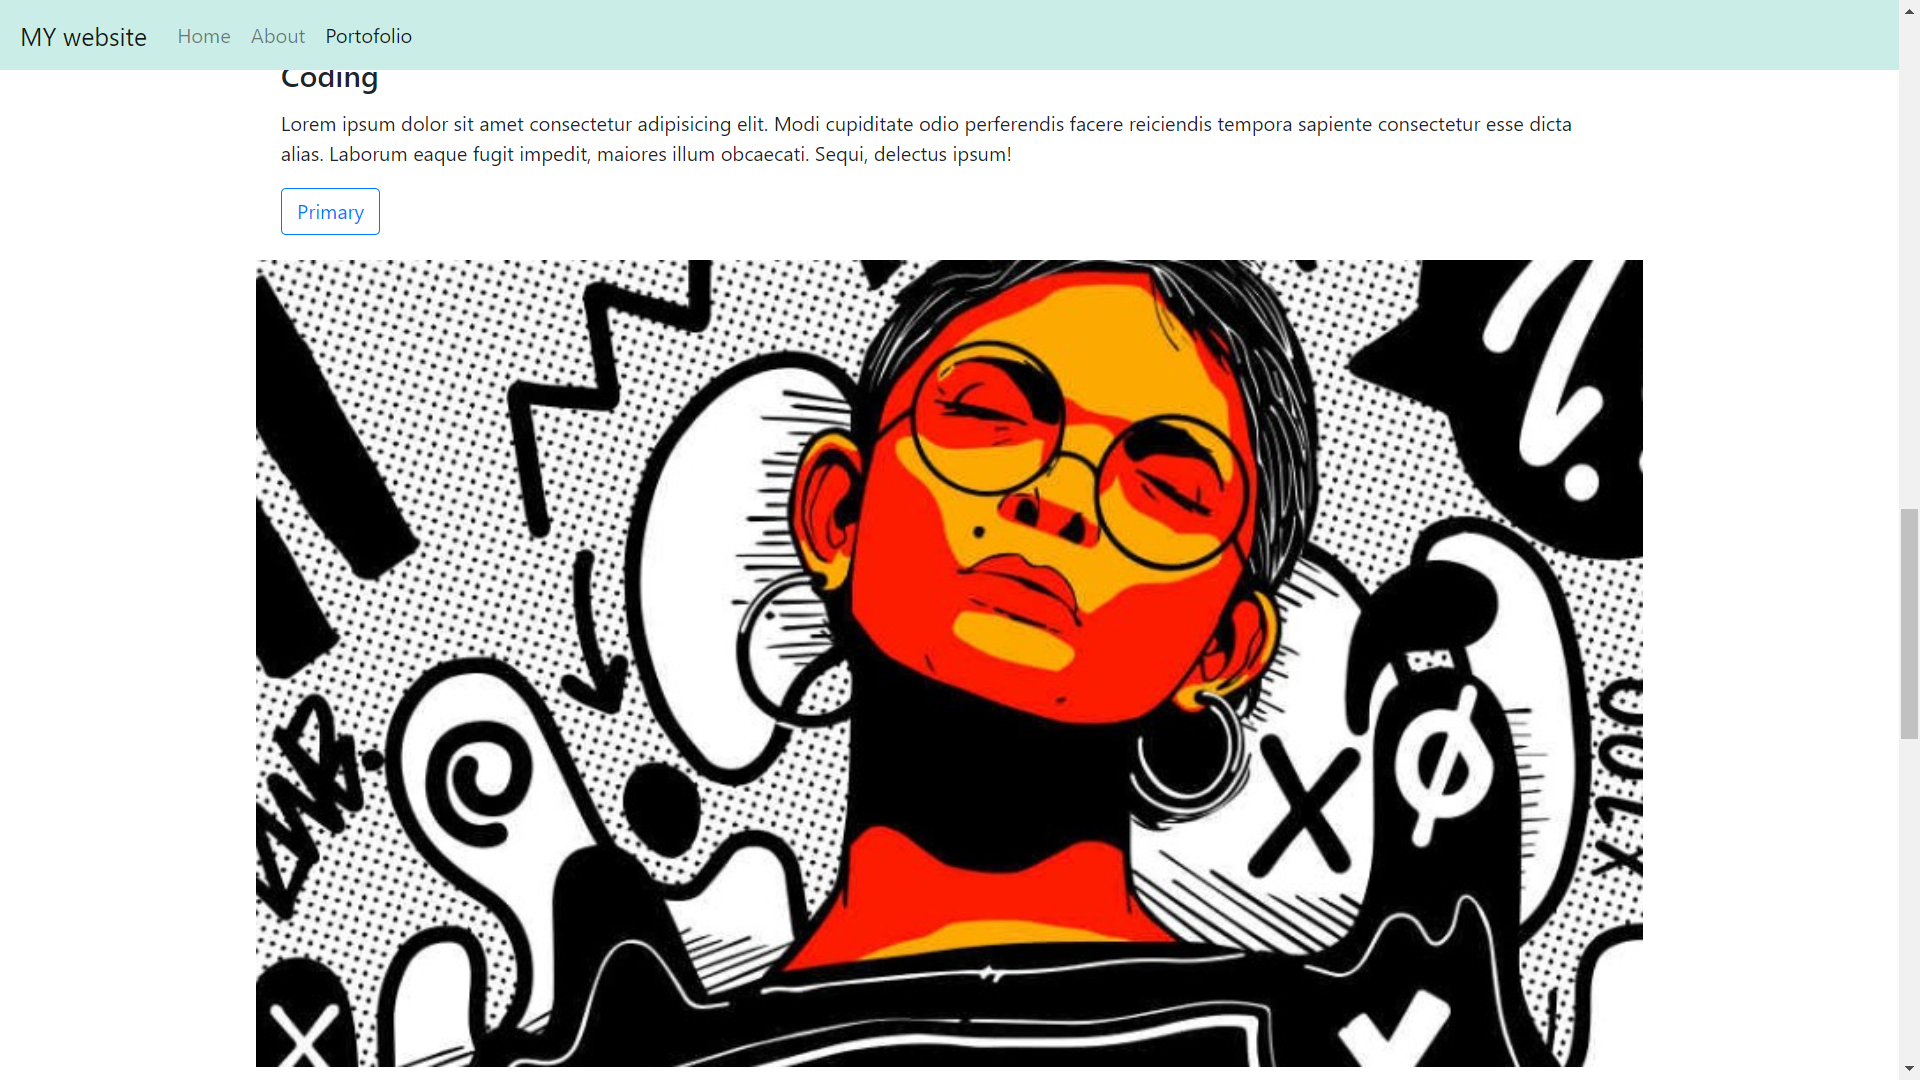 MY website Home About Portofolio
Coding
Lorem ipsum dolor sit amet consectetur adipisicing elit. Modi cupiditate odio perferendis facere reiciendis tempora sapiente consectetur esse dicta
alias. Laborum eaque fugit impedit, maiores illum obcaecati. Sequi, delectus ipsum!
Primary